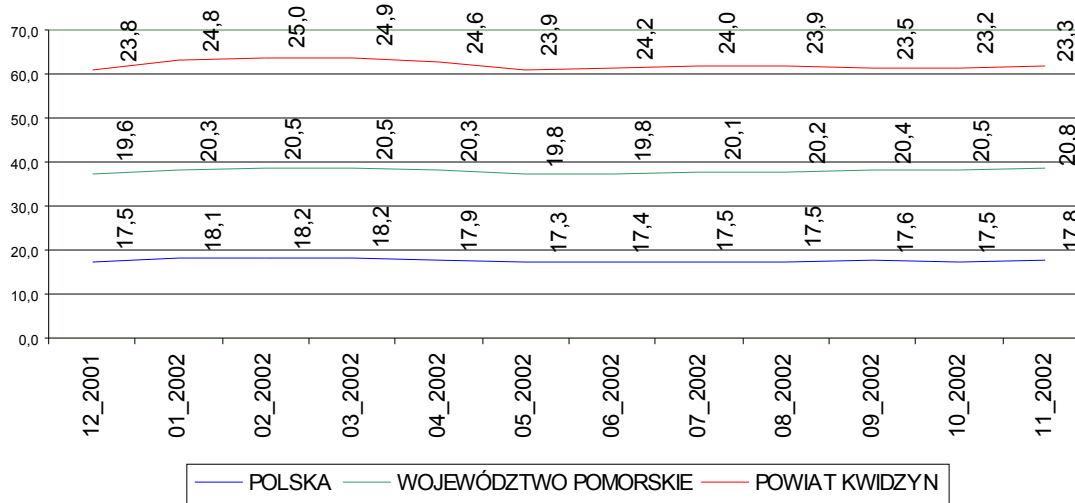 70,0 23,8 24,8 25,0 24,9 24,6 23,9 24,2 24,0 23,9 23,5 23,2 23,3
60,0
50,0
19,6 20,3 20,5 20,5 20,3 19,8 19,8 20,1 20,2 20,4 20,5 20,8
40,0
30,0
17,5 18,1 18,2 18,2 17,9 17,3 17,4 17,5 17,5 17,6 17,5 17,8
20,0
10,0
0,0
12_2001 01_2002 02_2002 03_2002 04_2002 05_2002 06_2002 07_2002 08_2002 09_2002 10_2002 11_2002
POLSKA WOJEWÓDZTWO POMORSKIE POWIAT KWIDZYN